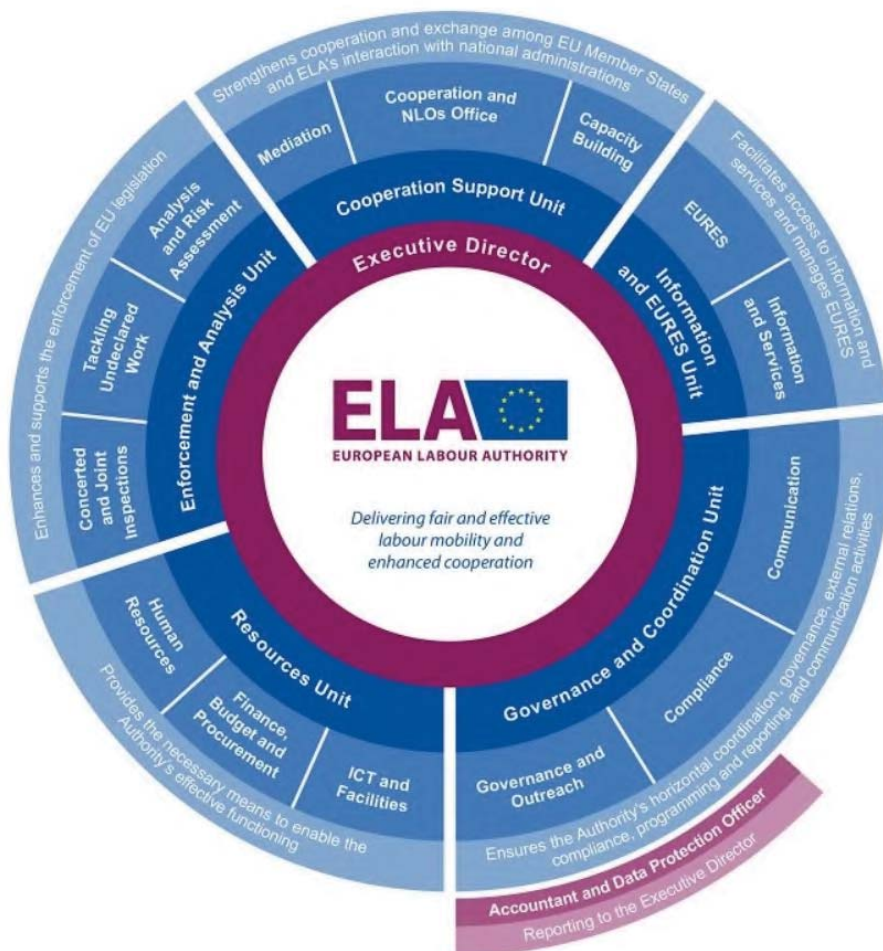 Strengthens cooperation and exchange among EU Member States
and ELA's interaction with national administrations
Mediation
Cooperation and
NLOs Office
Capacity
Building
Cooperation Support Unit
Facilitates access to information and
services and manages EURES
EURES
Information
and Services
Information
and EURES Unit
Ensures the Authority's horizontal coordination, governance, external relations,
compliance, programming and reporting, and communication activities
Communication
Compliance
Governance and
Outreach
Governance and Coordination Unit
Accountant and Data Protection Officer
Reporting to the Executive Director
Provides the necessary means to enable the
Authority's effective functioning
Human
Resources
Finance,
Budget and
Procurement
ICT and
Facilities
Resources Unit
Enhances and supports the enforcement of EU legislation
Concerted
and Joint
Inspections
Tackling
Undeclared
Work
Analysis
and Risk
Assessment
Enforcement and Analysis Unit
Executive Director
ELA
EUROPEAN LABOUR AUTHORITY
Delivering fair and effective
labour mobility and
enhanced cooperation